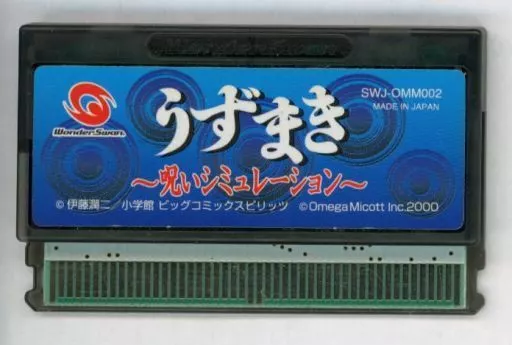 WonderSwan
SWJ-OMM002
MADE IN JAPAN
うずまき
Wonder Swan
～呪いシミュレーション～
©伊藤潤二 小学館 ビッグコミックスピリッツ ©Omega Micott Inc.2000